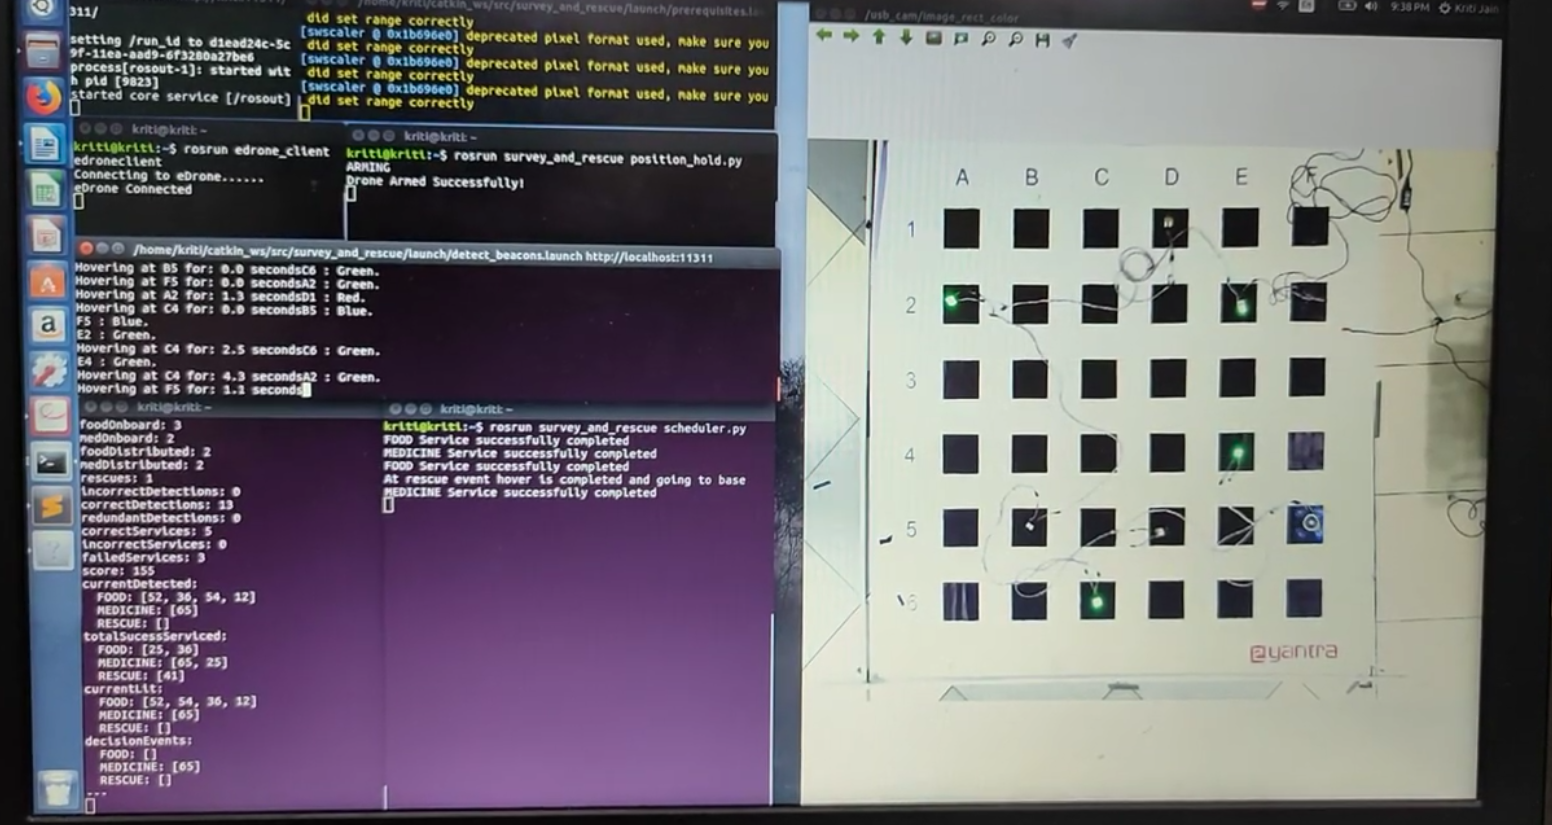 /home/kriti/catkin_ws/src/survey_and_rescue/launch/prerequisites.la
311/
setting /run_id to d1ead24c-5c
9f-11ea-aad9-6f3280a27be6
process[rosout-1]: started wit
h pid [9823]
started core service [/rosout]
did set range correctly
[swscaler @ 0x1b696e0] deprecated pixel format used, make sure you
did set range correctly
[swscaler @ 0x1b696e0] deprecated pixel format used, make sure you
did set range correctly
[swscaler @ 0x1b696e0] deprecated pixel format used, make sure you
did set range correctly
kriti@kriti: ~
kriti@kriti:~$ rosrun edrone_client
edroneclient
Connecting to eDrone......
eDrone Connected
kriti@kriti: ~
kriti@kriti:~$ rosrun survey_and_rescue position_hold.py
ARMING
Drone Armed Successfully!
/home/kriti/catkin_ws/src/survey_and_rescue/launch/detect_beacons.launch http://localhost:11311
Hovering at B5 for: 0.0 secondsC6 : Green.
Hovering at F5 for: 0.0 secondsA2 : Green.
Hovering at A2 for: 1.3 secondsD1 : Red.
Hovering at C4 for: 0.0 secondsB5 : Blue.
F5 : Blue.
E2 : Green.
Hovering at C4 for: 2.5 secondsC6 : Green.
E4 : Green.
Hovering at C4 for: 4.3 secondsA2 : Green.
Hovering at F5 for: 1.1 seconds
kriti@kriti: ~
foodOnboard: 3
medOnboard: 2
foodDistributed: 2
medDistributed: 2
rescues: 1
incorrectDetections: 0
correctDetections: 13
redundantDetections: 0
correctServices: 5
incorrectServices: 0
failedServices: 3
score: 155
currentDetected:
FOOD: [52, 36, 54, 12]
MEDICINE: [65]
RESCUE: []
totalSucessServiced:
FOOD: [25, 36]
MEDICINE: [65, 25]
RESCUE: [41]
currentLit:
FOOD: [52, 54, 36, 12]
MEDICINE: [65]
RESCUE: []
decisionEvents:
FOOD: []
MEDICINE: [65]
RESCUE: []
---
kriti@kriti: ~
kriti@kriti:~$ rosrun survey_and_rescue scheduler.py
FOOD Service successfully completed
MEDICINE Service successfully completed
FOOD Service successfully completed
At rescue event hover is completed and going to base
MEDICINE Service successfully completed
/usb_cam/image_rect_color
9:38 PM Kriti Jain
A B C D E F
1
2
3
4
5
6
eyantra